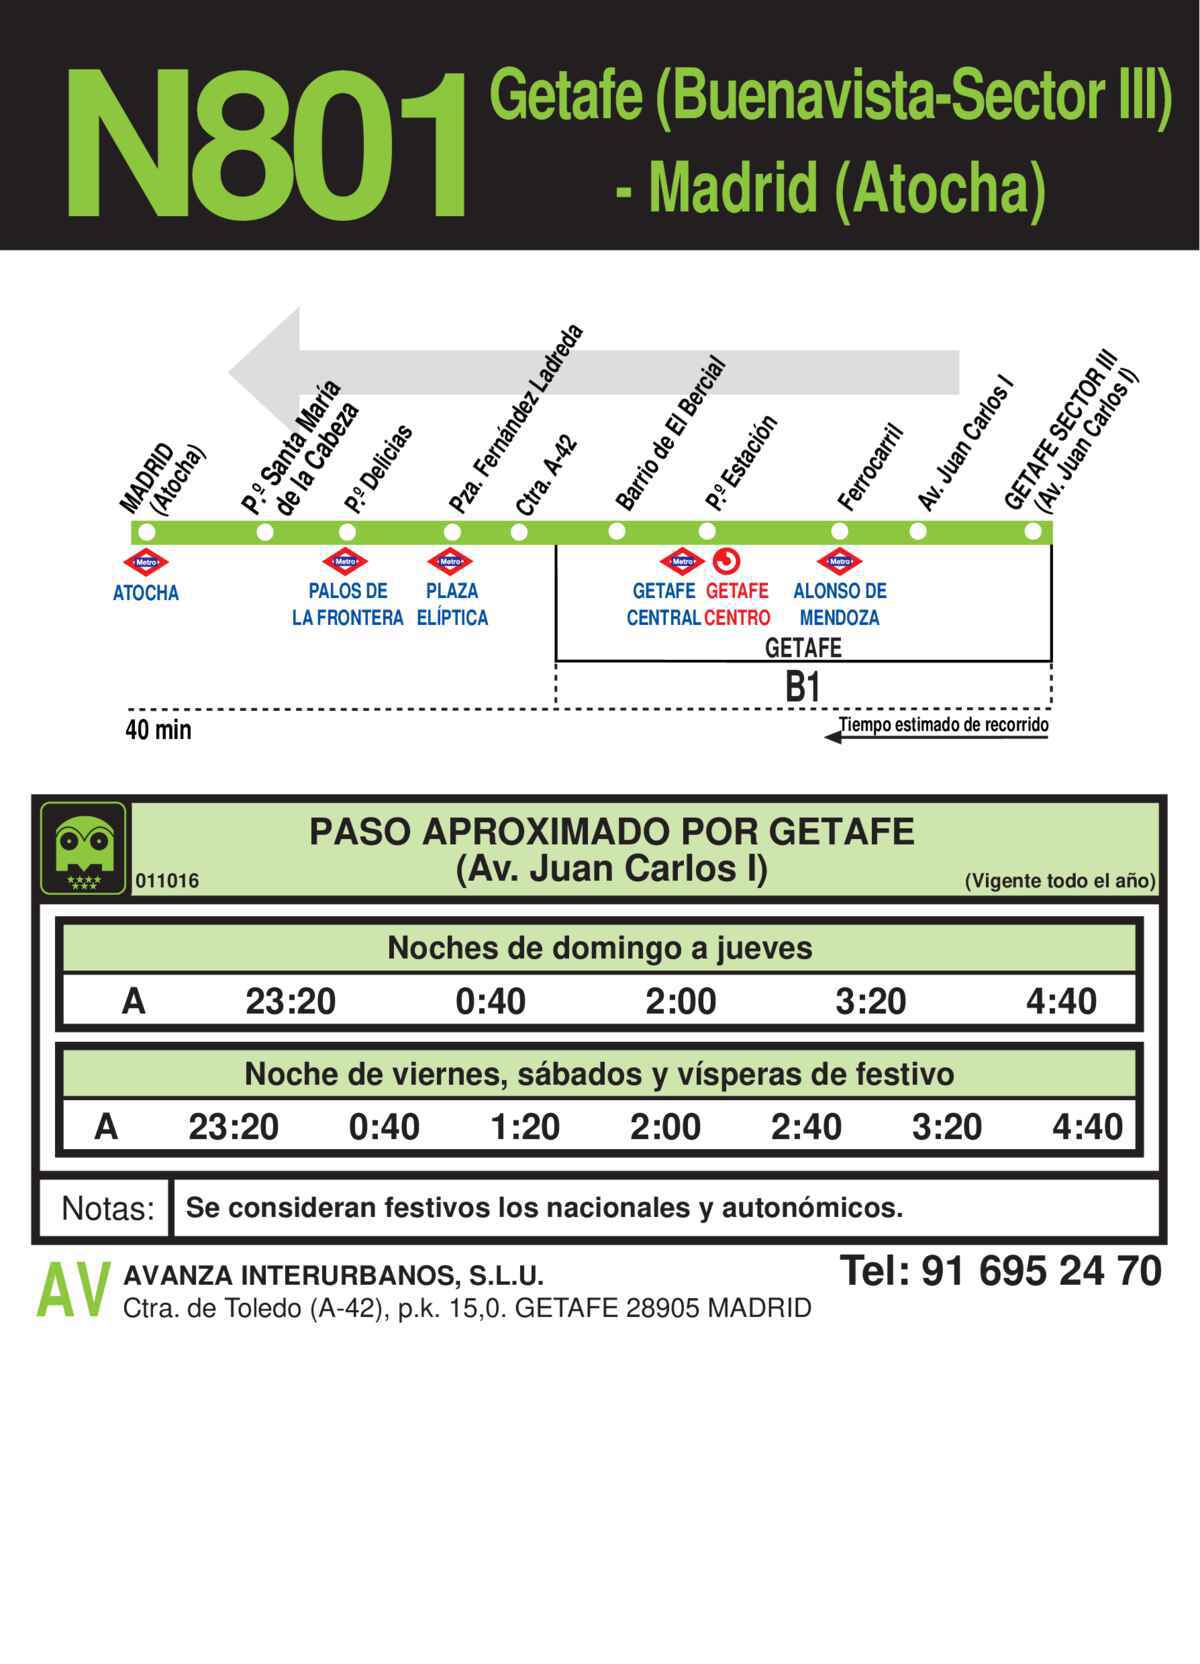 N801
Getafe (Buenavista-Sector III)
- Madrid (Atocha)
MADRID
(Atocha)
P.º Santa María
de la Cabeza
P.º Delicias
Pza. Fernández Ladreda
Ctra. A-42
Barrio de El Bercial
P.º Estación
Ferrocarril
Av. Juan Carlos I
GETAFE SECTOR III
(Av. Juan Carlos I)
Metro
Metro
Metro
Metro
Metro
ATOCHA
PALOS DE
LA FRONTERA
PLAZA
ELÍPTICA
GETAFE
CENTRAL
GETAFE
CENTRO
ALONSO DE
MENDOZA
GETAFE
B1
40 min
Tiempo estimado de recorrido
PASO APROXIMADO POR GETAFE
(Av. Juan Carlos I)
011016
(Vigente todo el año)
Noches de domingo a jueves
A 23:20 0:40 2:00 3:20 4:40
Noche de viernes, sábados y vísperas de festivo
A 23:20 0:40 1:20 2:00 2:40 3:20 4:40
Notas: Se consideran festivos los nacionales y autonómicos.
AV
AVANZA INTERURBANOS, S.L.U.
Ctra. de Toledo (A-42), p.k. 15,0. GETAFE 28905 MADRID
Tel: 91 695 24 70